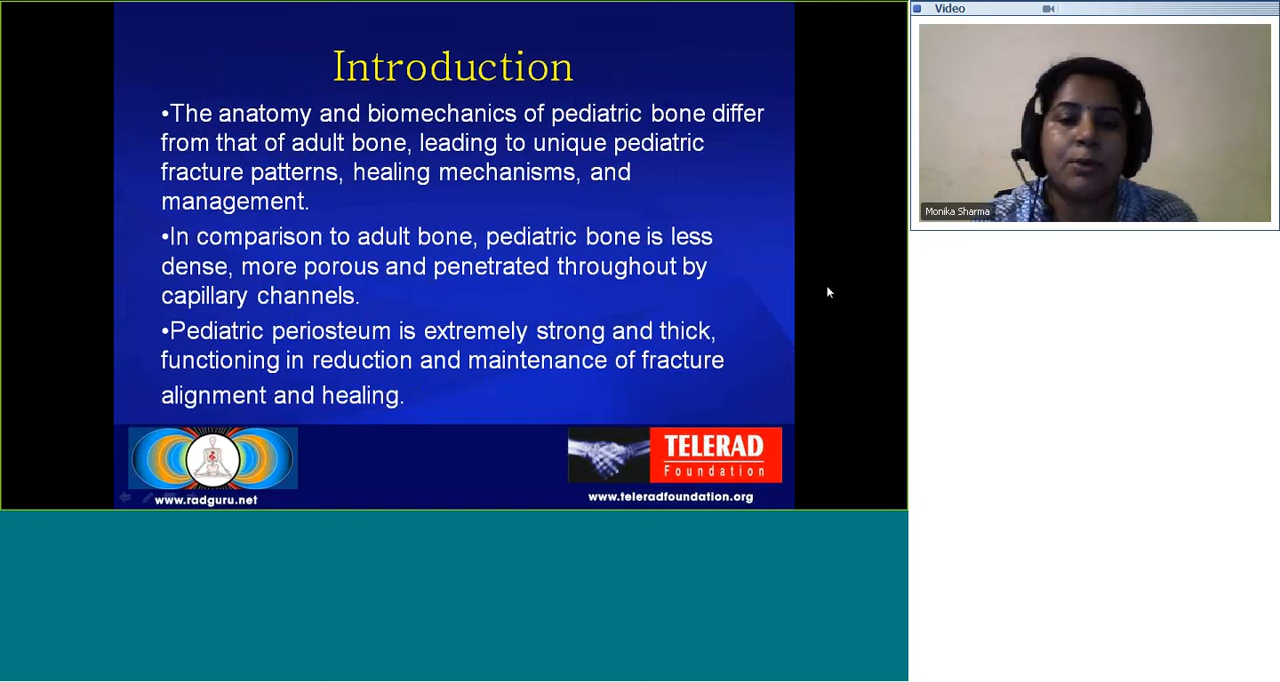 Introduction
•The anatomy and biomechanics of pediatric bone differ
from that of adult bone, leading to unique pediatric
fracture patterns, healing mechanisms, and
management.
•In comparison to adult bone, pediatric bone is less
dense, more porous and penetrated throughout by
capillary channels.
•Pediatric periosteum is extremely strong and thick,
functioning in reduction and maintenance of fracture
alignment and healing.
www.radguru.net
TELERAD
Foundation
www.teleradfoundation.org
Video
Monika Sharma